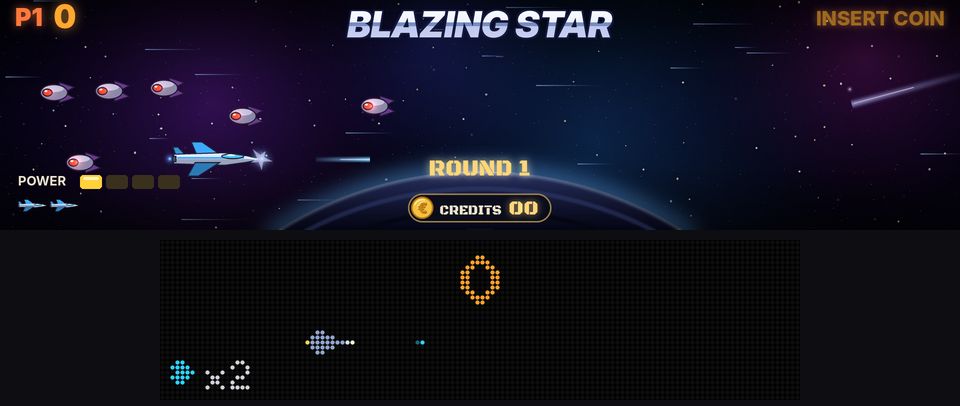 P1 0
BLAZING STAR
INSERT COIN
ROUND 1
POWER
CREDITS 00
0
x2